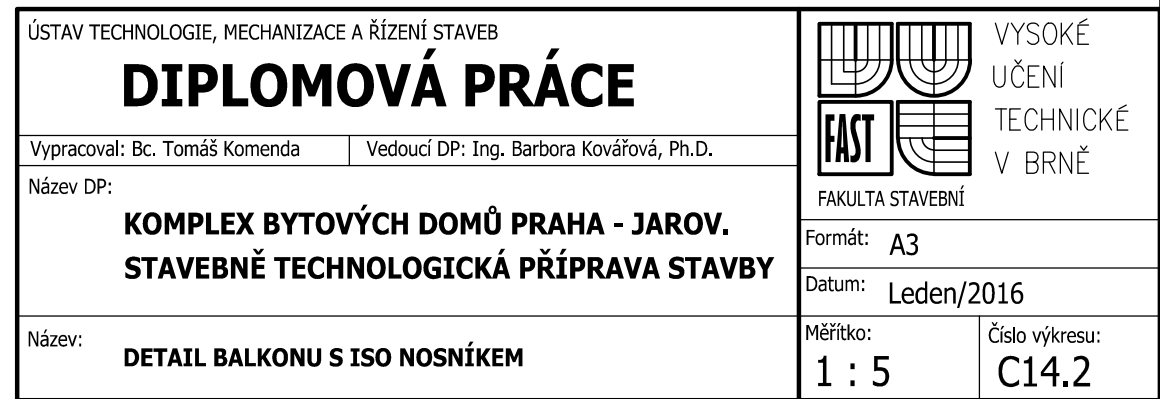 ÚSTAV TECHNOLOGIE, MECHANIZACE A ŘÍZENÍ STAVEB
DIPLOMOVÁ PRÁCE
Vypracoval: Bc. Tomáš Komenda
Vedoucí DP: Ing. Barbora Kovářová, Ph.D.
Název DP:
KOMPLEX BYTOVÝCH DOMŮ PRAHA - JAROV.
STAVEBNĚ TECHNOLOGICKÁ PŘÍPRAVA STAVBY
Název:
DETAIL BALKONU S ISO NOSNÍKEM
VYSOKÉ
UČENÍ
TECHNICKÉ
V BRNĚ
FAST
FAKULTA STAVEBNÍ
Formát: A3
Datum: Leden/2016
Měřítko:
1 : 5
Číslo výkresu:
C14.2